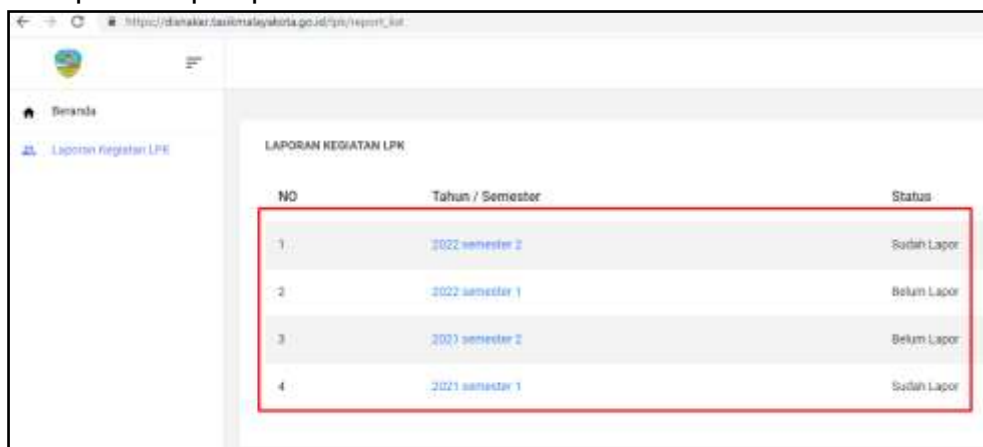 https://disnaker.tasikmalayakota.go.id/lpk/report_list
Beranda
Laporan Kegiatan LPK
LAPORAN KEGIATAN LPK
NO Tahun / Semester Status
1 2022 semester 2 Sudah Lapor
2 2022 semester 1 Belum Lapor
3 2021 semester 2 Belum Lapor
4 2021 semester 1 Sudah Lapor